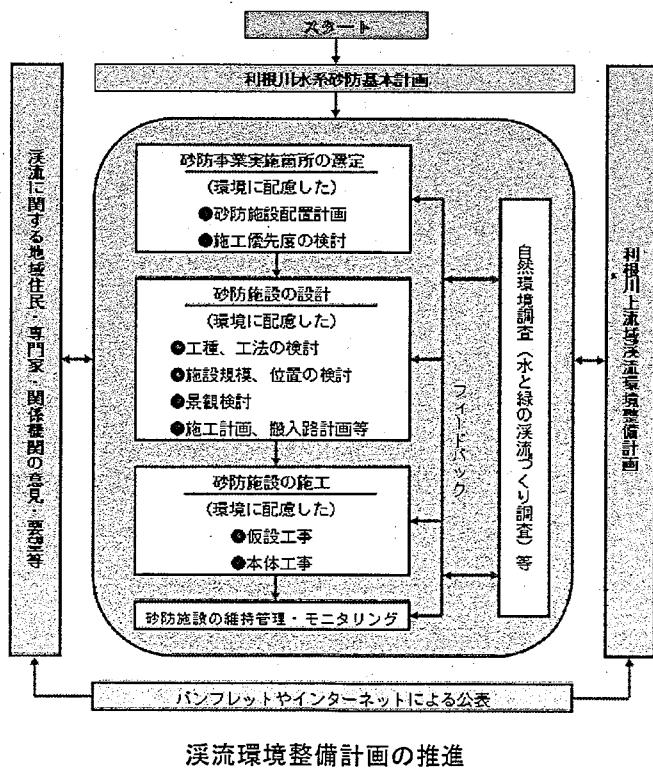 スタート
利根川水系砂防基本計画
渓流に関する地域住民・専門家・関係機関の意見・要望等
砂防事業実施箇所の選定
(環境に配慮した)
●砂防施設配置計画
●施工優先度の検討
砂防施設の設計
(環境に配慮した)
●工種、工法の検討
●施設規模、位置の検討
●景観検討
●施工計画、搬入路計画等
砂防施設の施工
(環境に配慮した)
●仮設工事
●本体工事
砂防施設の維持管理・モニタリング
フィードバック
自然環境調査(水と緑の渓流づくり調査)等
利根川上流域渓流環境整備計画
パンフレットやインターネットによる公表
渓流環境整備計画の推進